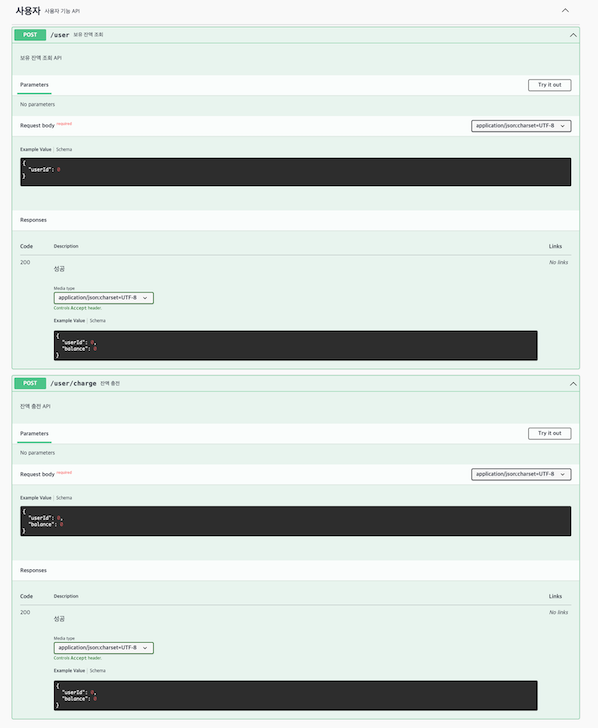 사용자 사용자 기능 API
POST /user 보유 잔액 조회
보유 잔액 조회 API
Parameters Try it out
No parameters
Request body required application/json;charset=UTF-8
Example Value Schema
{
"userId": 0
}
Responses
Code Description Links
200 No links
성공
Media type
application/json;charset=UTF-8
Controls Accept header.
Example Value Schema
{
"userId": 0,
"balance": 0
}
POST /user/charge 잔액 충전
잔액 충전 API
Parameters Try it out
No parameters
Request body required application/json;charset=UTF-8
Example Value Schema
{
"userId": 0,
"balance": 0
}
Responses
Code Description Links
200 No links
성공
Media type
application/json;charset=UTF-8
Controls Accept header.
Example Value Schema
{
"userId": 0,
"balance": 0
}